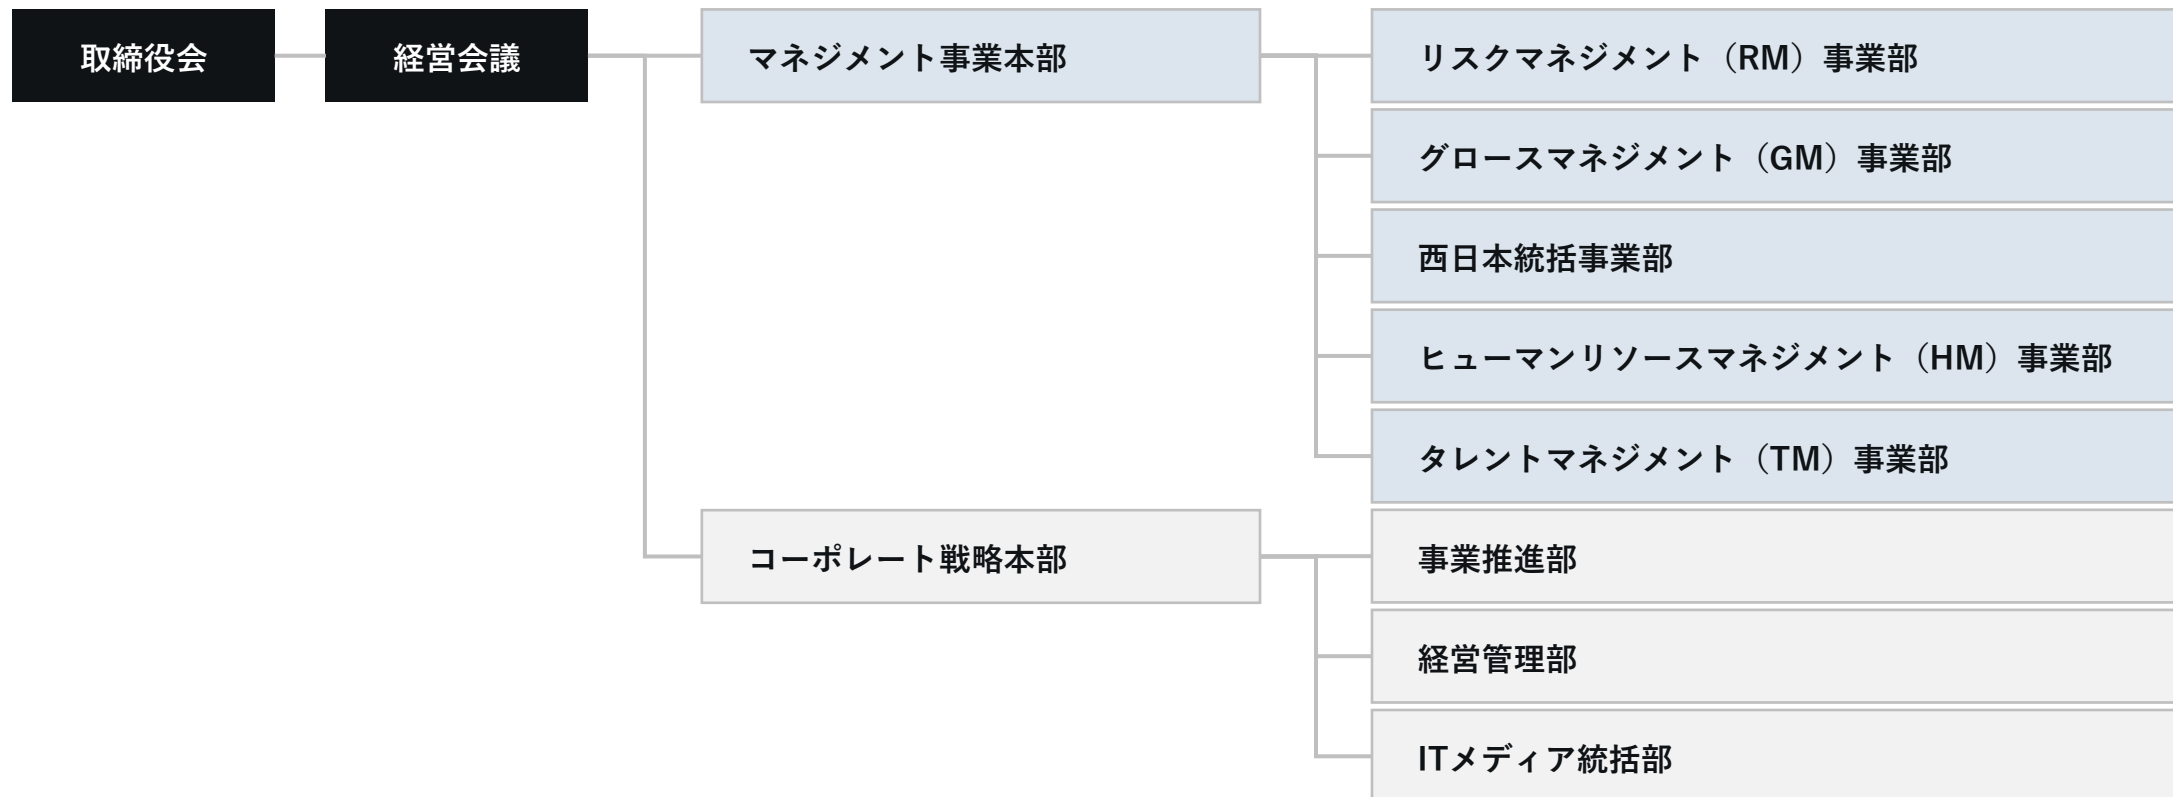 取締役会
経営会議
マネジメント事業本部
リスクマネジメント（RM）事業部
グロースマネジメント（GM）事業部
西日本統括事業部
ヒューマンリソースマネジメント（HM）事業部
タレントマネジメント（TM）事業部
コーポレート戦略本部
事業推進部
経営管理部
ITメディア統括部